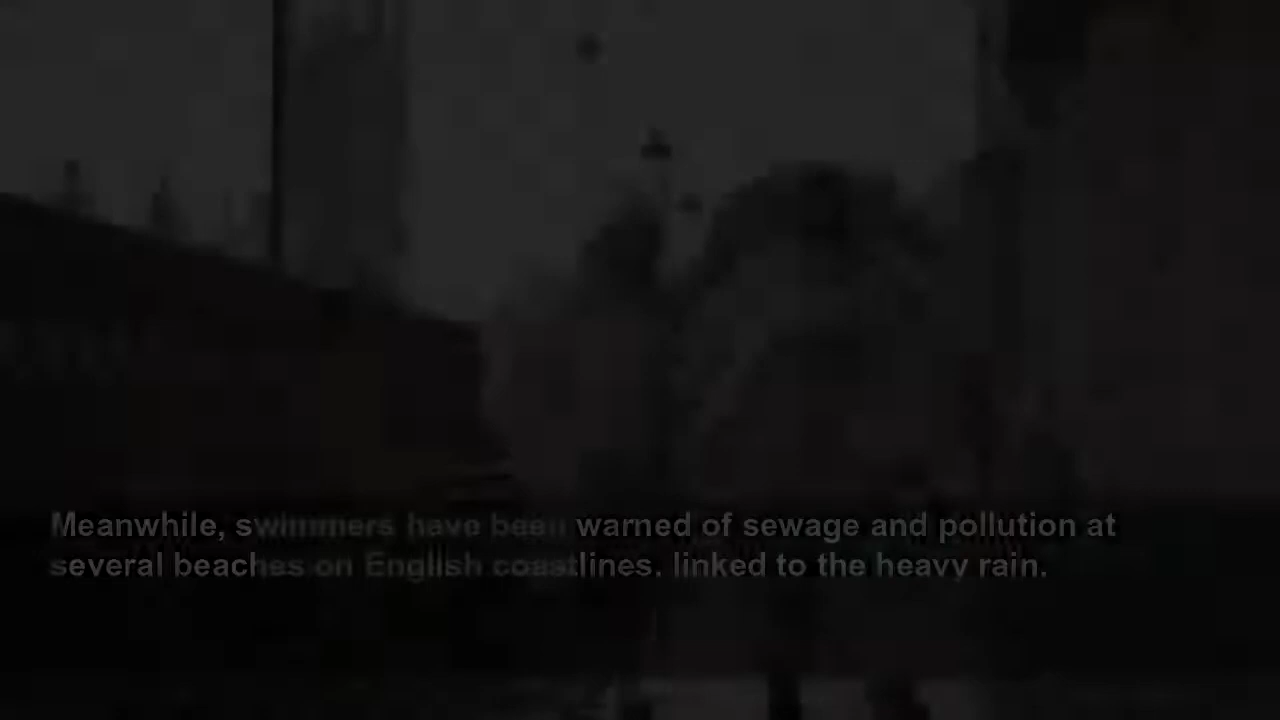 Meanwhile, swimmers have been warned of sewage and pollution at
several beaches on English coastlines. linked to the heavy rain.